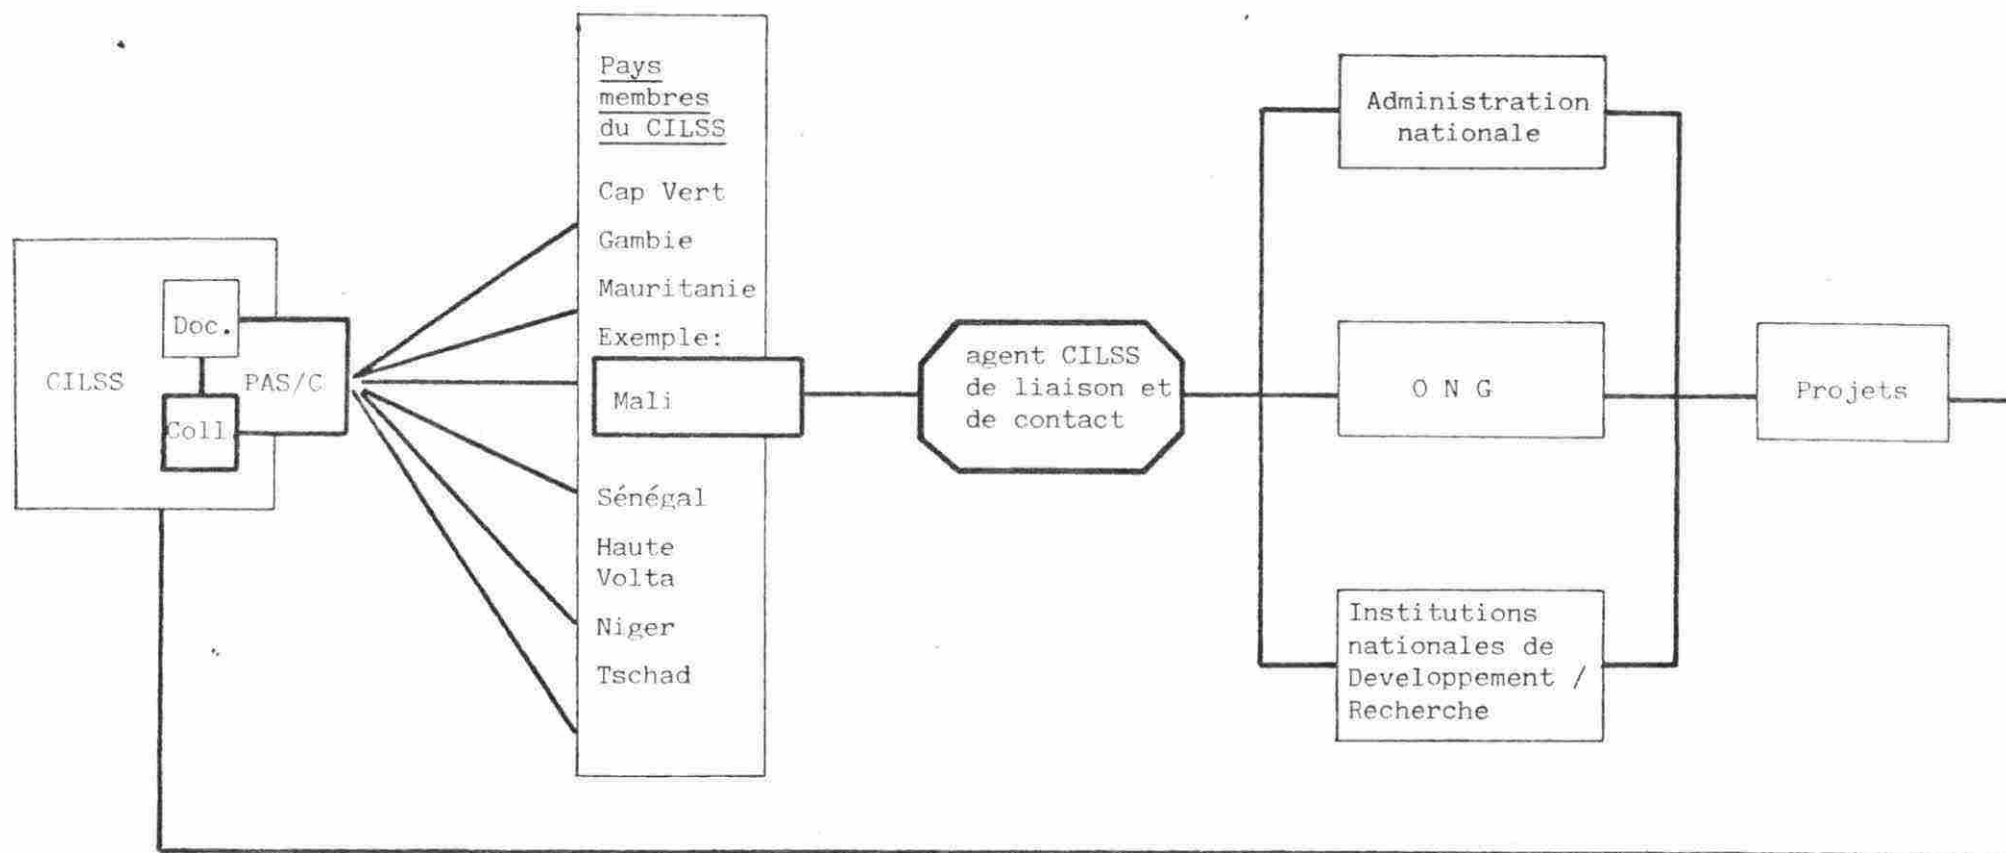 CILSS
Doc.
Coll
PAS/C
Pays
membres
du CILSS
Cap Vert
Gambie
Mauritanie
Exemple:
Mali
Sénégal
Haute
Volta
Niger
Tschad
agent CILSS
de liaison et
de contact
Administration
nationale
O N G
Institutions
nationales de
Developpement /
Recherche
Projets